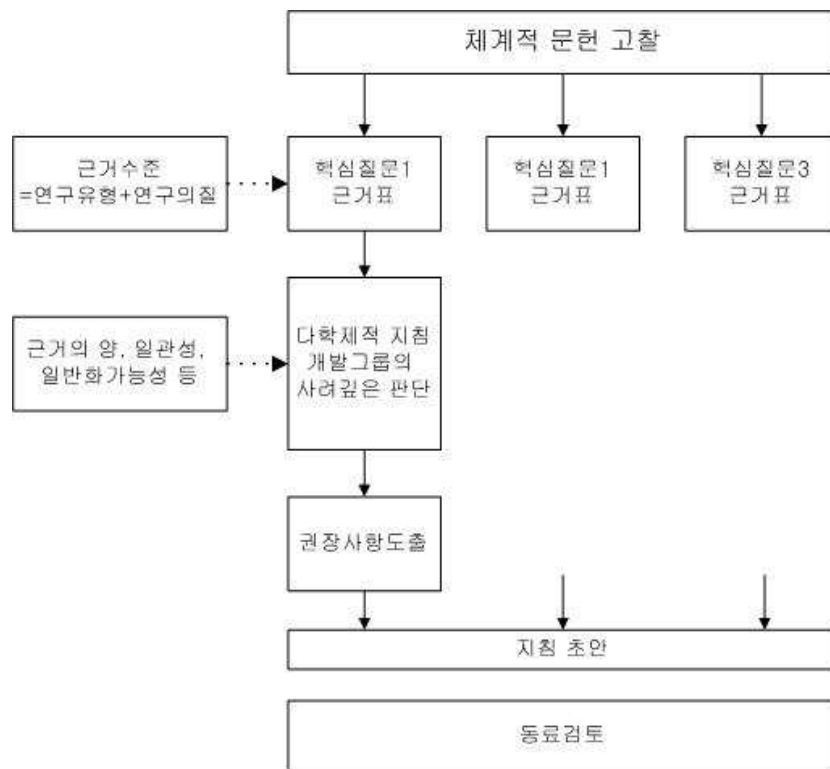 체계적 문헌 고찰
근거수준
=연구유형+연구의질
핵심질문1
근거표
핵심질문1
근거표
핵심질문3
근거표
근거의 양, 일관성,
일반화가능성 등
다학제적 지침
개발그룹의
사려깊은 판단
권장사항도출
지침 초안
동료검토